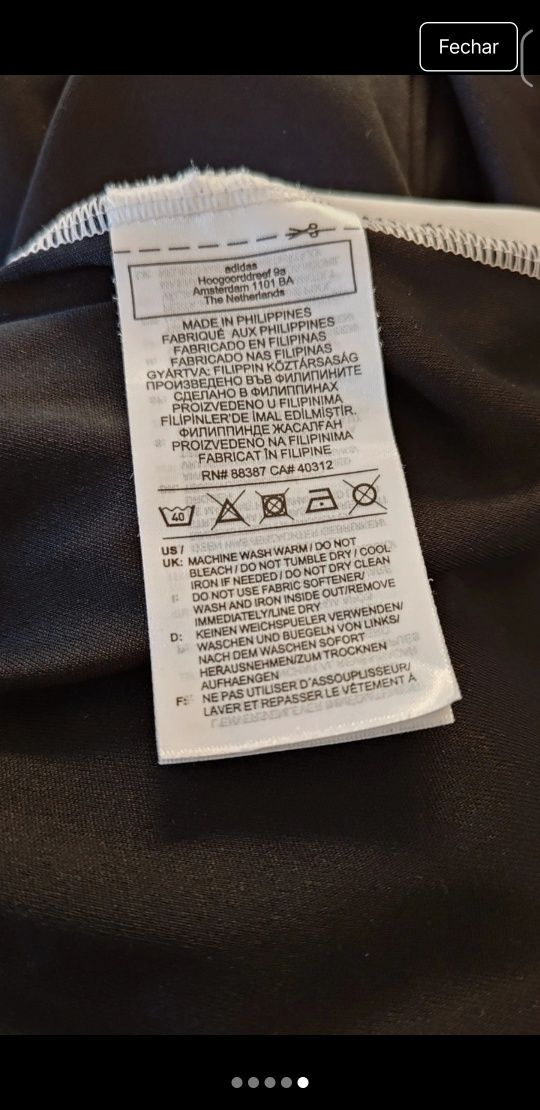 Fechar
adidas
Hoogoorddreef 9a
Amsterdam 1101 BA
The Netherlands
MADE IN PHILIPPINES
FABRIQUÉ AUX PHILIPPINES
FABRICADO EN FILIPINAS
FABRICADO NAS FILIPINAS
GYÁRTVA: FILIPPIN KÖZTÁRSASÁG
ПРОИЗВЕДЕНО ВЪВ ФИЛИПИНИТЕ
СДЕЛАНО В ФИЛИППИНАХ
PROIZVEDENO U FILIPINIMA
FİLİPİNLER'DE İMAL EDİLMİŞTİR.
ФИЛИППИНДЕ ЖАСАЛҒАН
PROIZVEDENO NA FILIPINIMA
FABRICAT ÎN FILIPINE
RN# 88387 CA# 40312
40
US /
UK: MACHINE WASH WARM / DO NOT
BLEACH / DO NOT TUMBLE DRY / COOL
IRON IF NEEDED / DO NOT DRY CLEAN
DO NOT USE FABRIC SOFTENER/
WASH AND IRON INSIDE OUT/REMOVE
IMMEDIATELY/LINE DRY
D: KEINEN WEICHSPUELER VERWENDEN/
WASCHEN UND BUEGELN VON LINKS/
NACH DEM WASCHEN SOFORT
HERAUSNEHMEN/ZUM TROCKNEN
AUFHAENGEN
F: NE PAS UTILISER D'ASSOUPLISSEUR/
LAVER ET REPASSER LE VÊTEMENT À